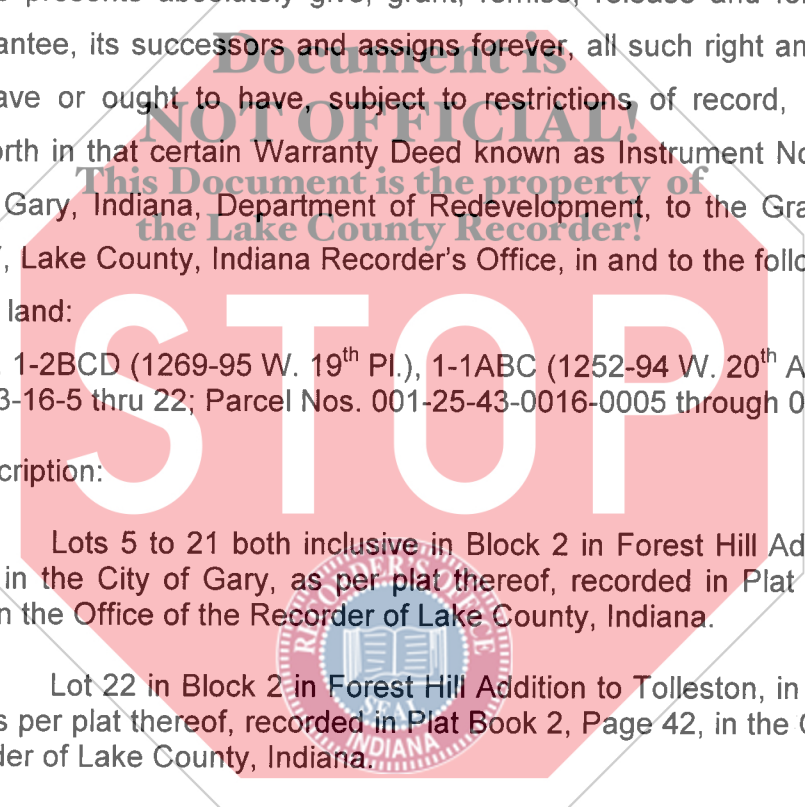 presents absolutely give, grant, remise, release and
antee, its successors and assigns forever, all such right an
Document is
ave or ought to have, subject to restrictions of record,
NOT OFFICIAL!
orth in that certain Warranty Deed known as Instrument No
This Document is the property of
Gary, Indiana, Department of Redevelopment, to the Gra
the Lake County Recorder!
, Lake County, Indiana Recorder's Office, in and to the follo
land:
1-2BCD (1269-95 W. 19th Pl.), 1-1ABC (1252-94 W. 20th A
3-16-5 thru 22; Parcel Nos. 001-25-43-0016-0005 through 0
STOP
cription:
Lots 5 to 21 both inclusive in Block 2 in Forest Hill Ad
in the City of Gary, as per plat thereof, recorded in Plat
n the Office of the Recorder of Lake County, Indiana.
RECORDER'S OFFICE
Lot 22 in Block 2 in Forest Hill Addition to Tolleston, in
SEAL
s per plat thereof, recorded in Plat Book 2, Page 42, in the
INDIANA
der of Lake County, Indiana.